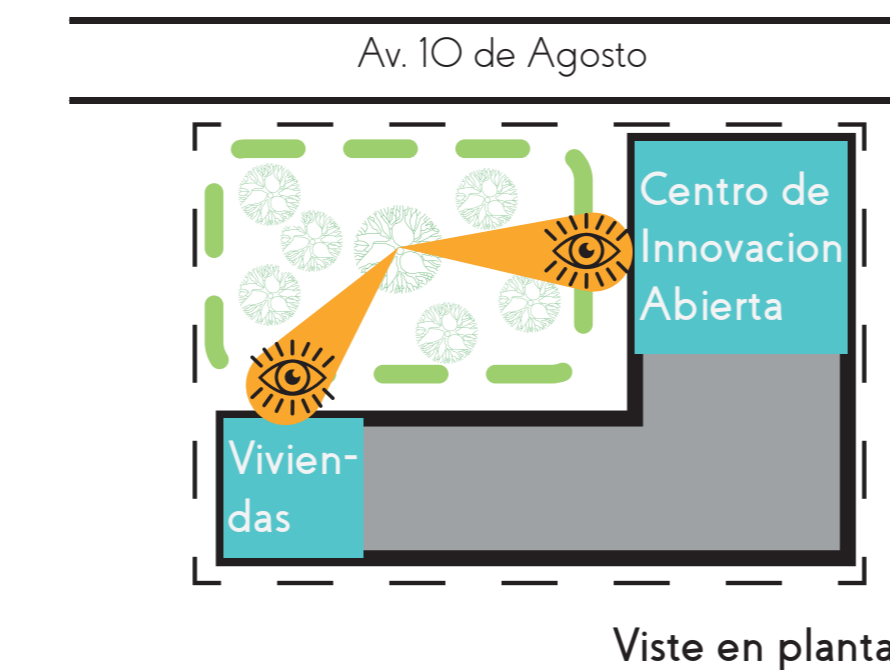 Av. 10 de Agosto
Centro de
Innovacion
Abierta
Vivien-
das
Viste en planta